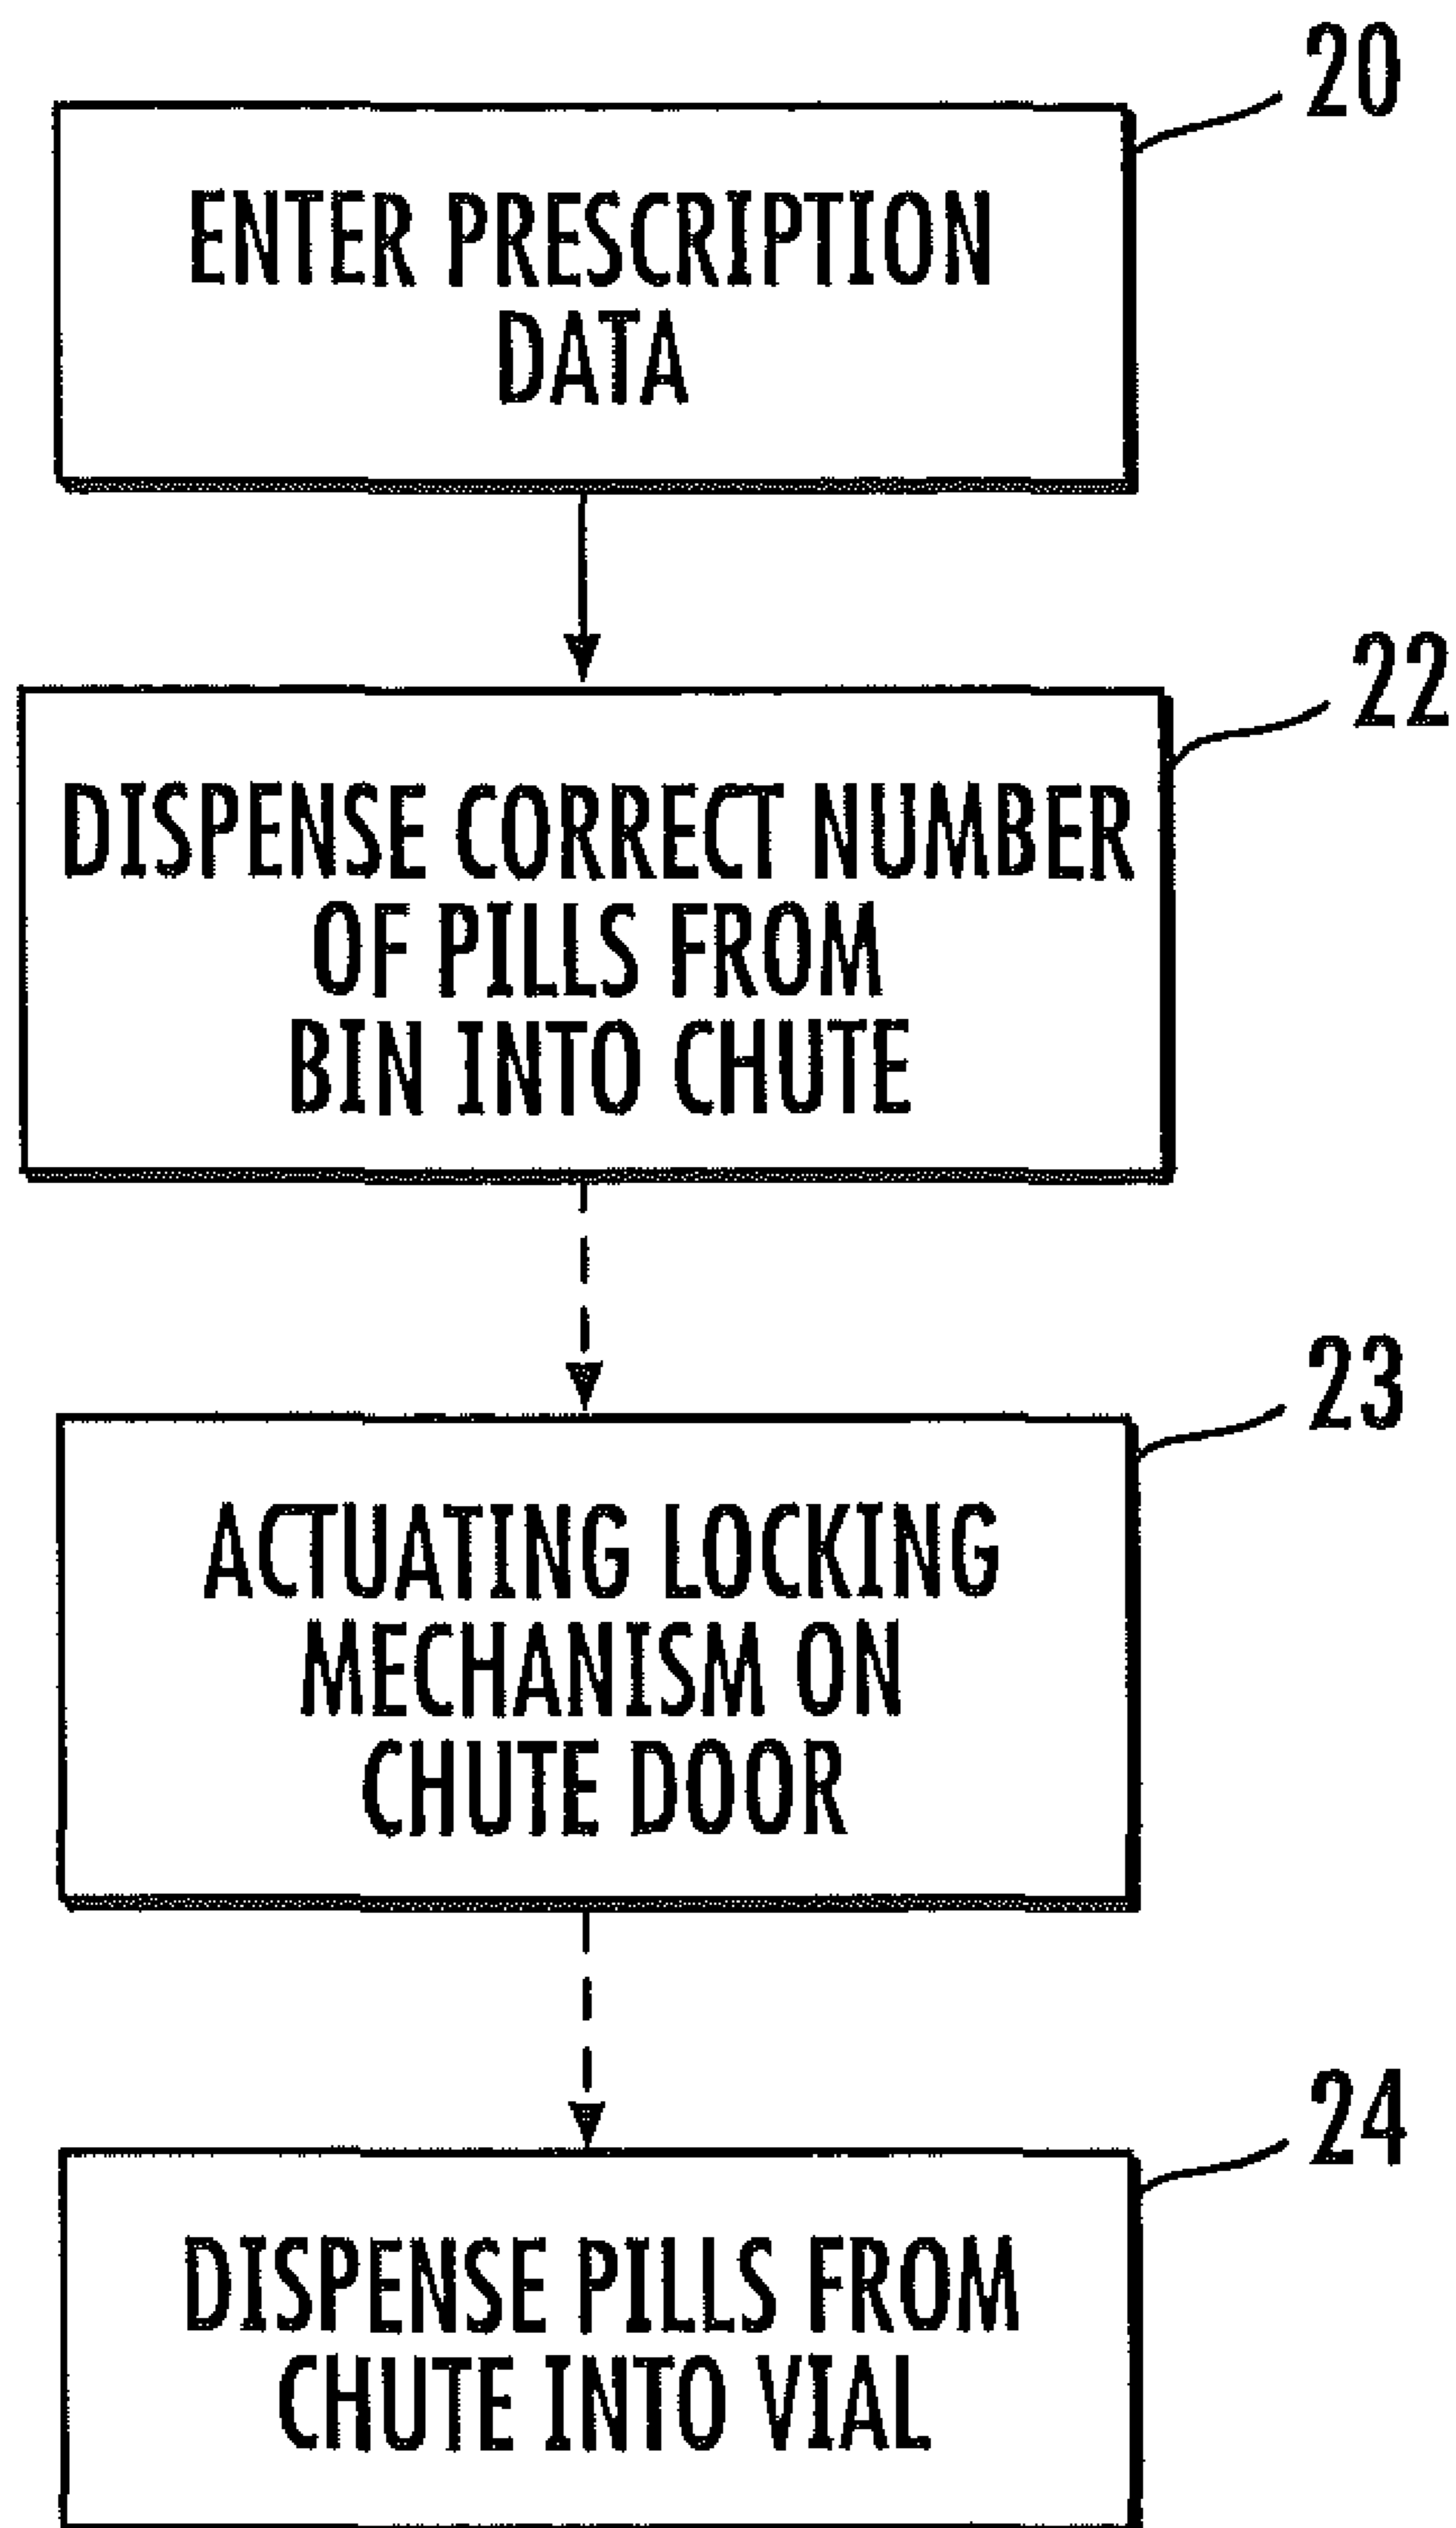 20
ENTER PRESCRIPTION
DATA
22
DISPENSE CORRECT NUMBER
OF PILLS FROM
BIN INTO CHUTE
23
ACTUATING LOCKING
MECHANISM ON
CHUTE DOOR
24
DISPENSE PILLS FROM
CHUTE INTO VIAL